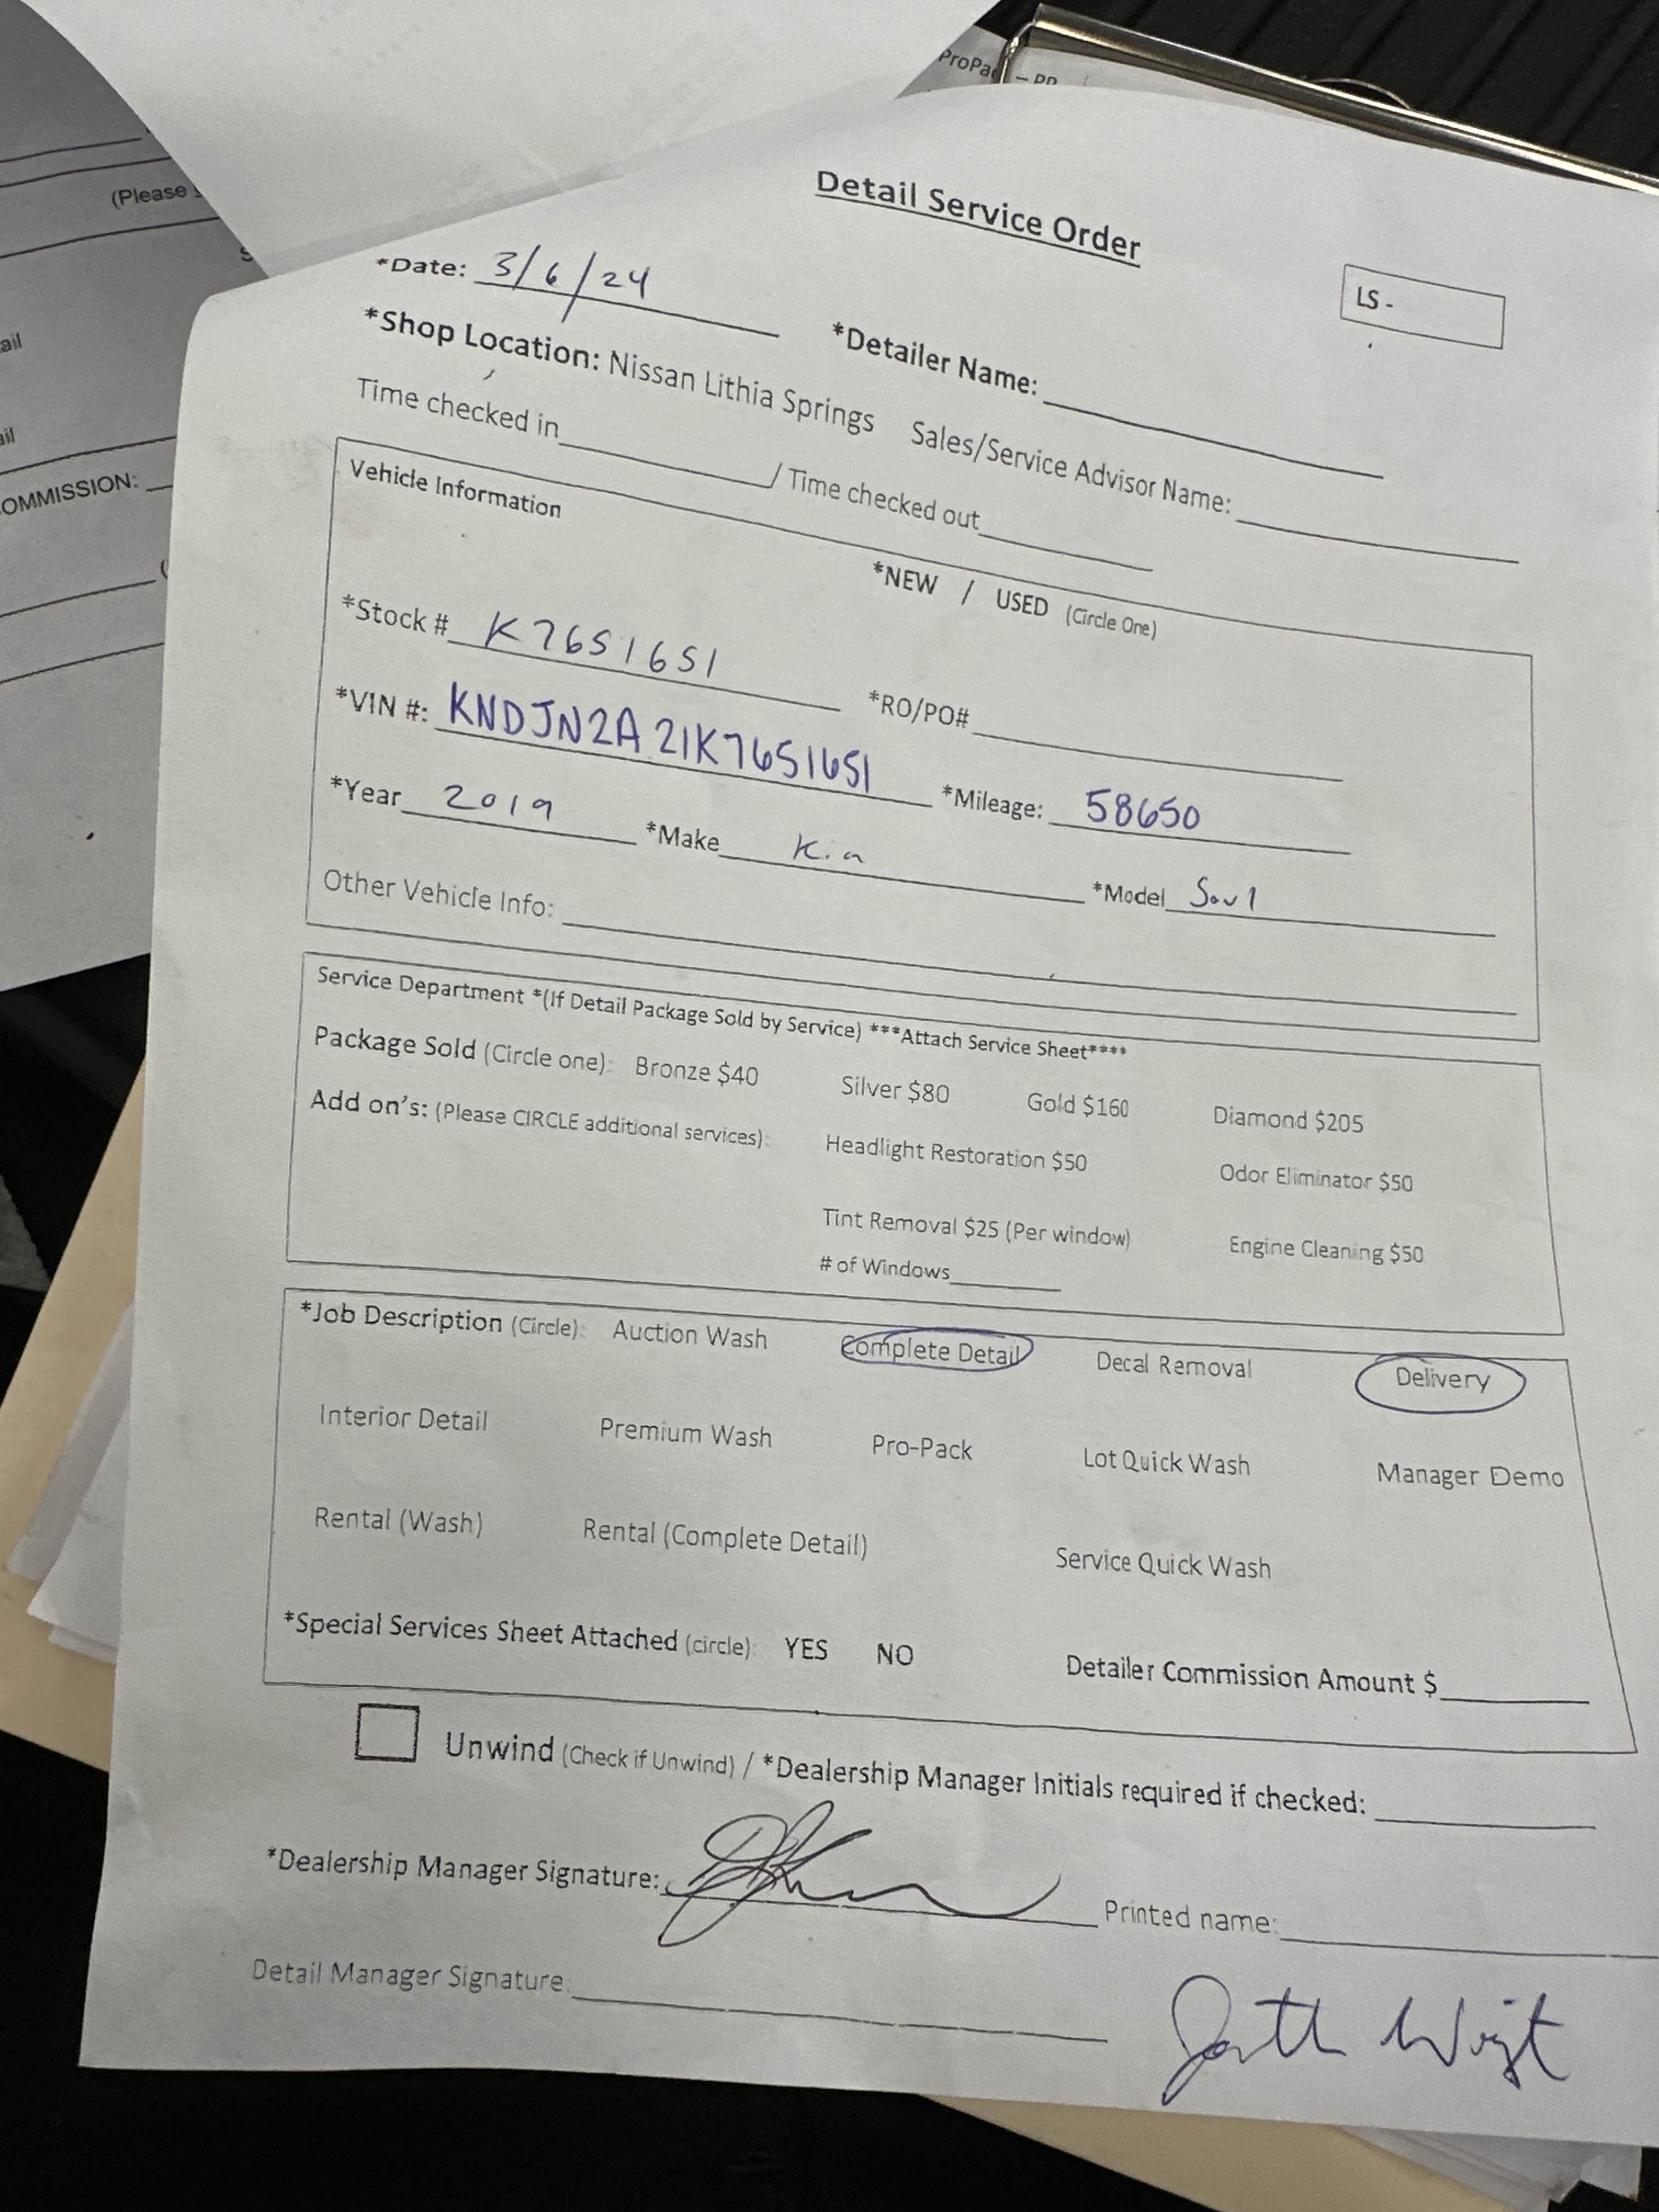 ProPac - PP
(Please
ail
ail
OMMISSION:
Detail Service Order
LS -
*Date: 3/6/24
*Detailer Name:
*Shop Location: Nissan Lithia Springs
Sales/Service Advisor Name:
Time checked in / Time checked out
Vehicle Information
*NEW / USED (Circle One)
*Stock # K7651651
*RO/PO#
*VIN #: KNDJN2A21K7651651
*Mileage: 58650
*Year 2019 *Make Kia *Model Soul
Other Vehicle Info:
Service Department *(If Detail Package Sold by Service) ***Attach Service Sheet****
Package Sold (Circle one): Bronze $40 Silver $80 Gold $160 Diamond $205
Add on's: (Please CIRCLE additional services): Headlight Restoration $50 Odor Eliminator $50
Tint Removal $25 (Per window) Engine Cleaning $50
# of Windows
*Job Description (Circle): Auction Wash Complete Detail Decal Removal Delivery
Interior Detail Premium Wash Pro-Pack Lot Quick Wash Manager Demo
Rental (Wash) Rental (Complete Detail) Service Quick Wash
*Special Services Sheet Attached (circle): YES NO Detailer Commission Amount $
Unwind (Check if Unwind) / *Dealership Manager Initials required if checked:
*Dealership Manager Signature: Printed name:
Detail Manager Signature: